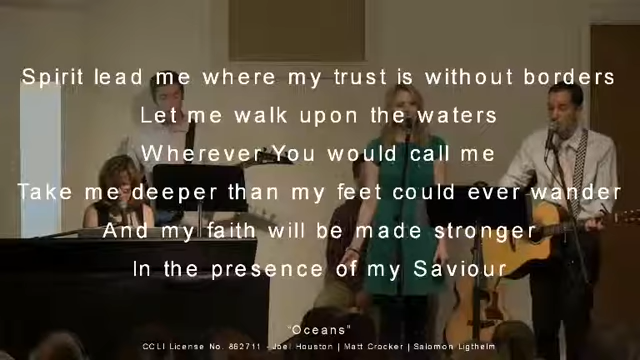 Spirit lead me where my trust is without borders
Let me walk upon the waters
Wherever You would call me
Take me deeper than my feet could ever wander
And my faith will be made stronger
In the presence of my Saviour
"Oceans"
CCLI License No. 862711 - Joel Houston | Matt Crocker | Salomon Ligthelm